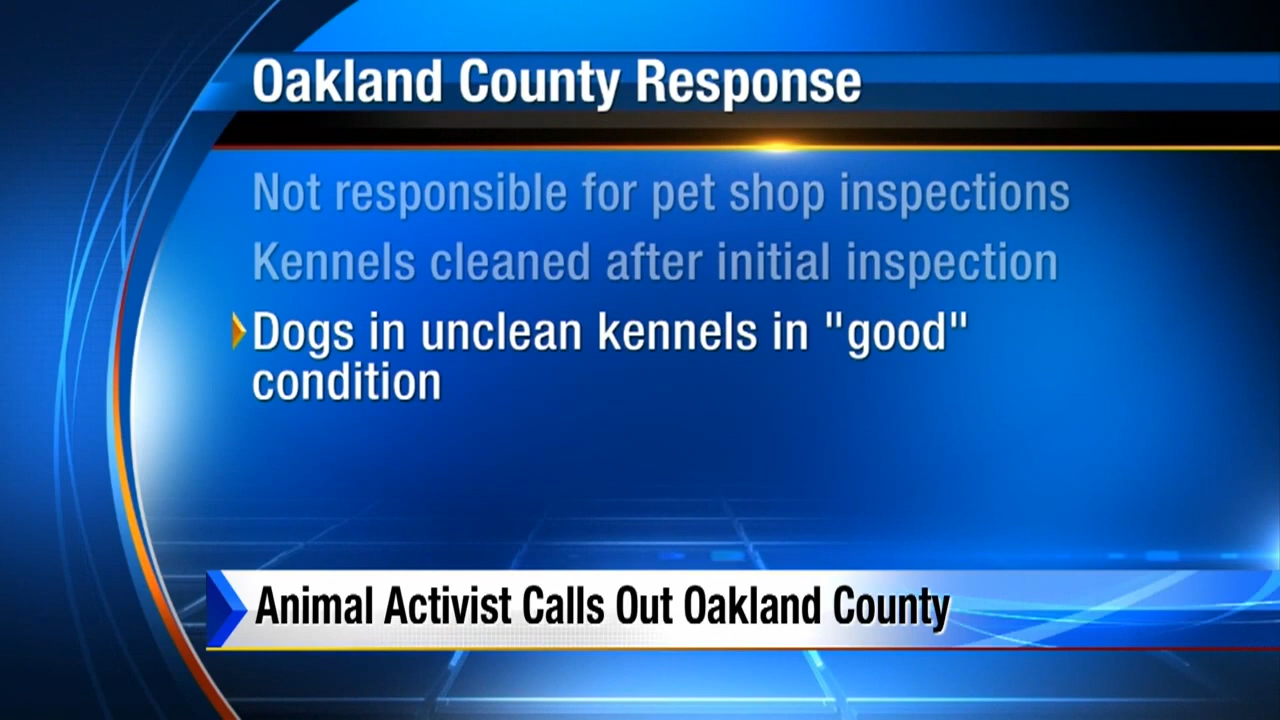 Oakland County Response
Not responsible for pet shop inspections
Kennels cleaned after initial inspection
Dogs in unclean kennels in "good"
condition
Animal Activist Calls Out Oakland County